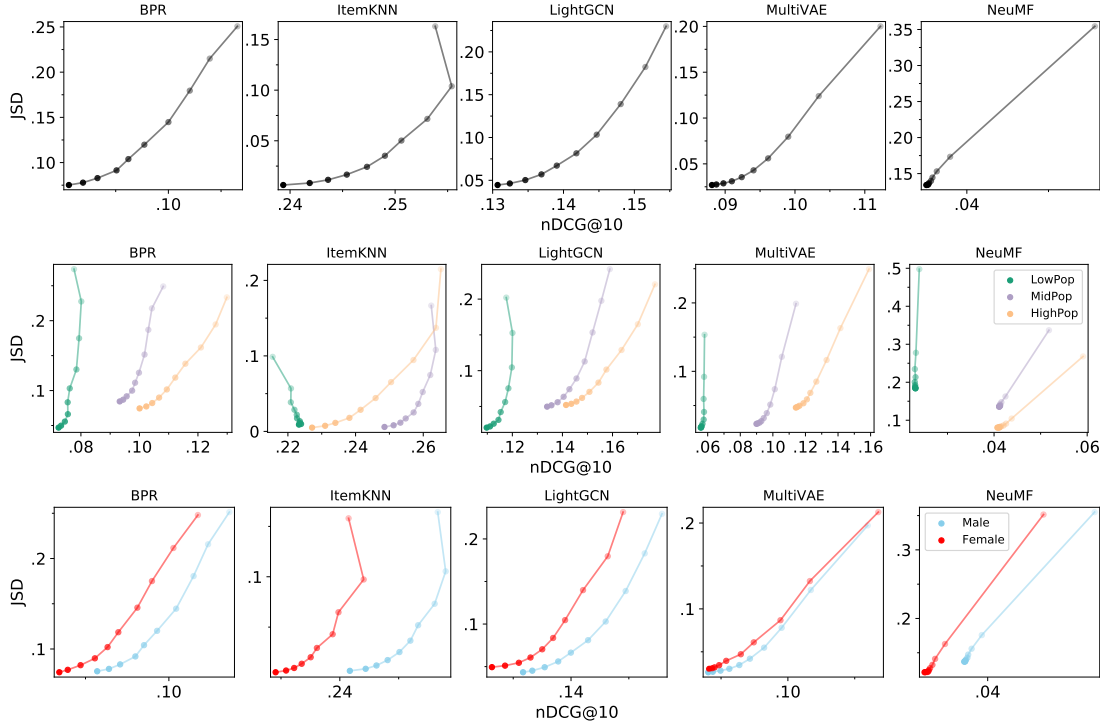 BPR ItemKNN LightGCN MultiVAE NeuMF
JSD
.25
.20
.15
.10
.10
.15
.10
.05
.24 .25
.20
.15
.10
.05
.13 .14 .15
nDCG@10
.20
.15
.10
.05
.09 .10 .11
.35
.30
.25
.20
.15
.04
BPR ItemKNN LightGCN MultiVAE NeuMF
JSD
.2
.1
.08 .10 .12
.2
.1
0
.22 .24 .26
.2
.1
.12 .14 .16
nDCG@10
.2
.1
.06 .08 .10 .12 .14 .16
.5
.4
.3
.2
.1
.04 .06
LowPop
MidPop
HighPop
BPR ItemKNN LightGCN MultiVAE NeuMF
JSD
.2
.1
.10
.1
.24
.2
.1
.14
nDCG@10
.2
.1
.10
.3
.2
.1
.04
Male
Female